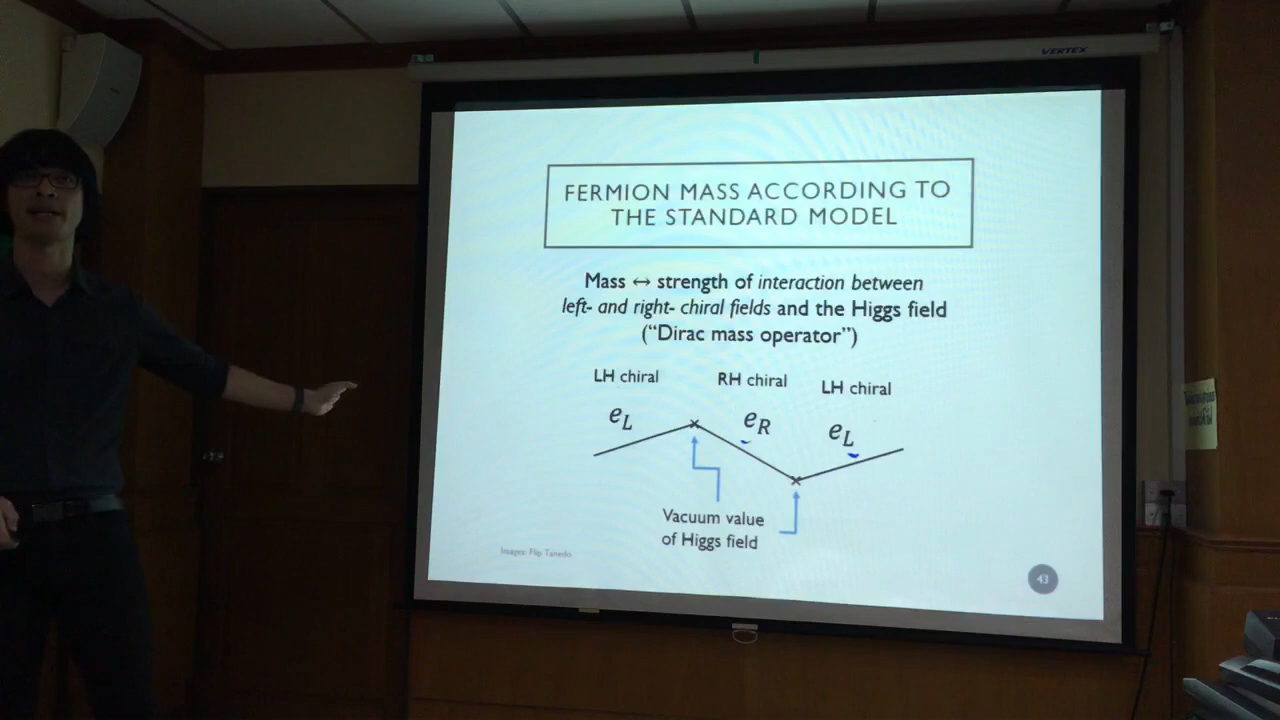 VERTEX
FERMION MASS ACCORDING TO
THE STANDARD MODEL
Mass ↔ strength of interaction between
left- and right- chiral fields and the Higgs field
(“Dirac mass operator”)
LH chiral
RH chiral
LH chiral
e_L
e_R
e_L
Vacuum value
of Higgs field
Images: Flip Tanedo